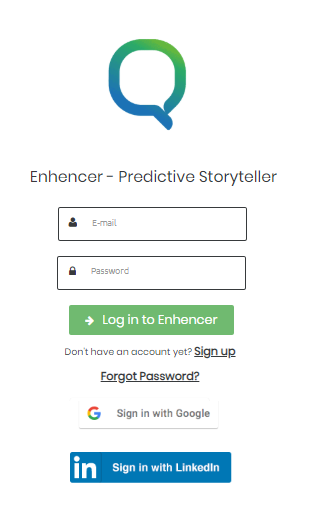 Enhencer - Predictive Storyteller
E-mail
Password
Log in to Enhencer
Don't have an account yet? Sign up
Forgot Password?
Sign in with Google
in Sign in with LinkedIn